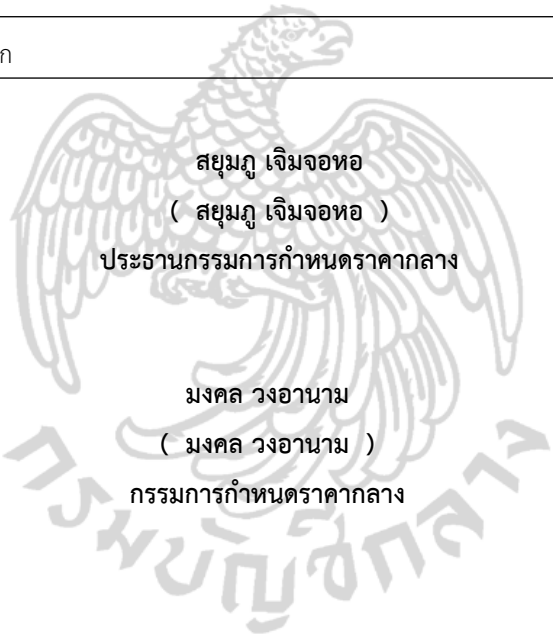 ก
สยุมภู เจิมจอหอ
( สยุมภู เจิมจอหอ )
ประธานกรรมการกำหนดราคากลาง
มงคล วงอานาม
( มงคล วงอานาม )
กรรมการกำหนดราคากลาง
กรมบัญชีกลาง